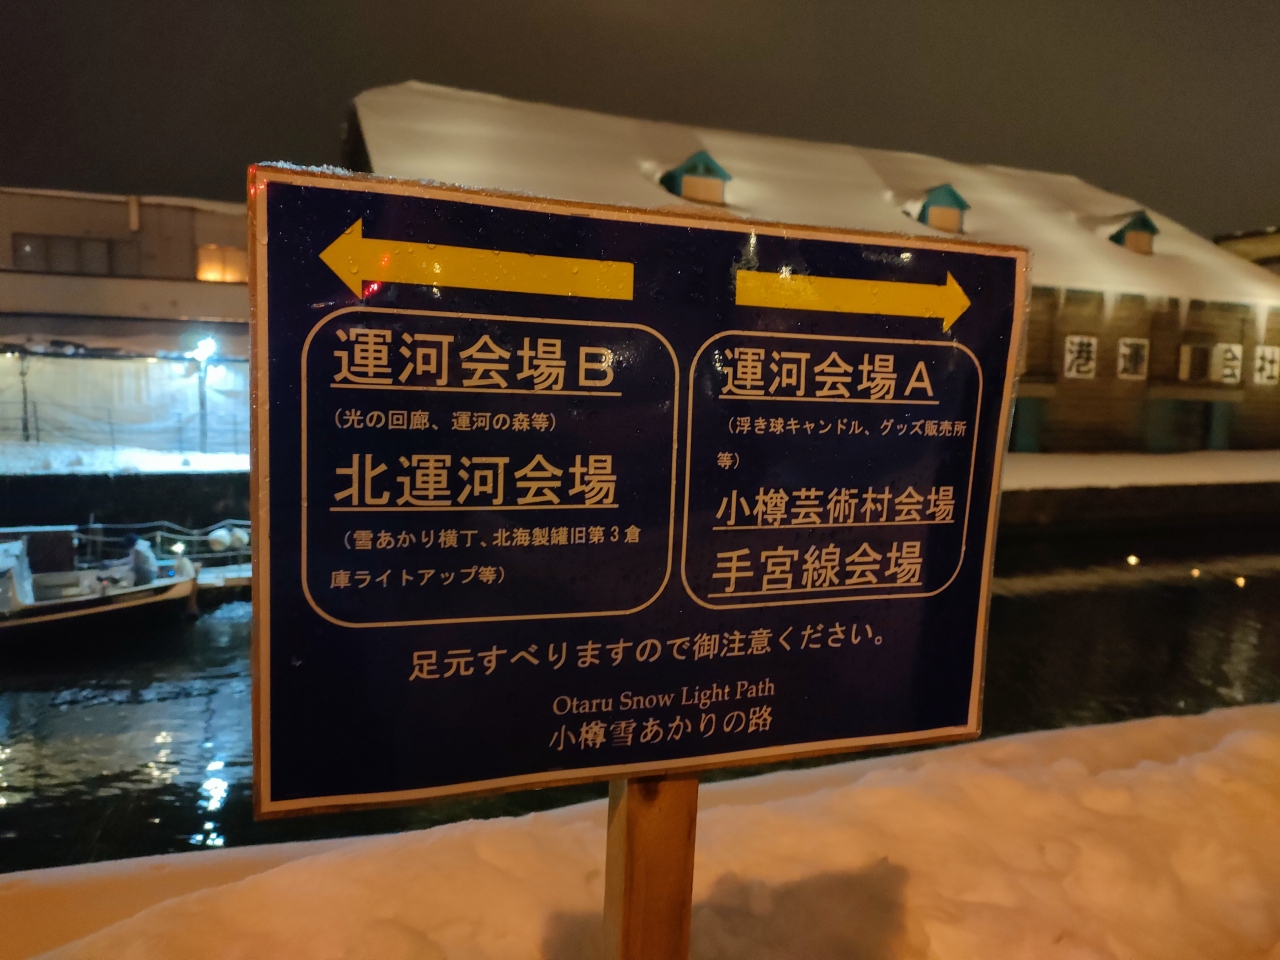 運河会場B
（光の回廊、運河の森等）
北運河会場
（雪あかり横丁、北海製罐旧第3倉
庫ライトアップ等）
運河会場A
（浮き球キャンドル、グッズ販売所
等）
小樽芸術村会場
手宮線会場
足元すべりますので御注意ください。
Otaru Snow Light Path
小樽雪あかりの路
港運 会社